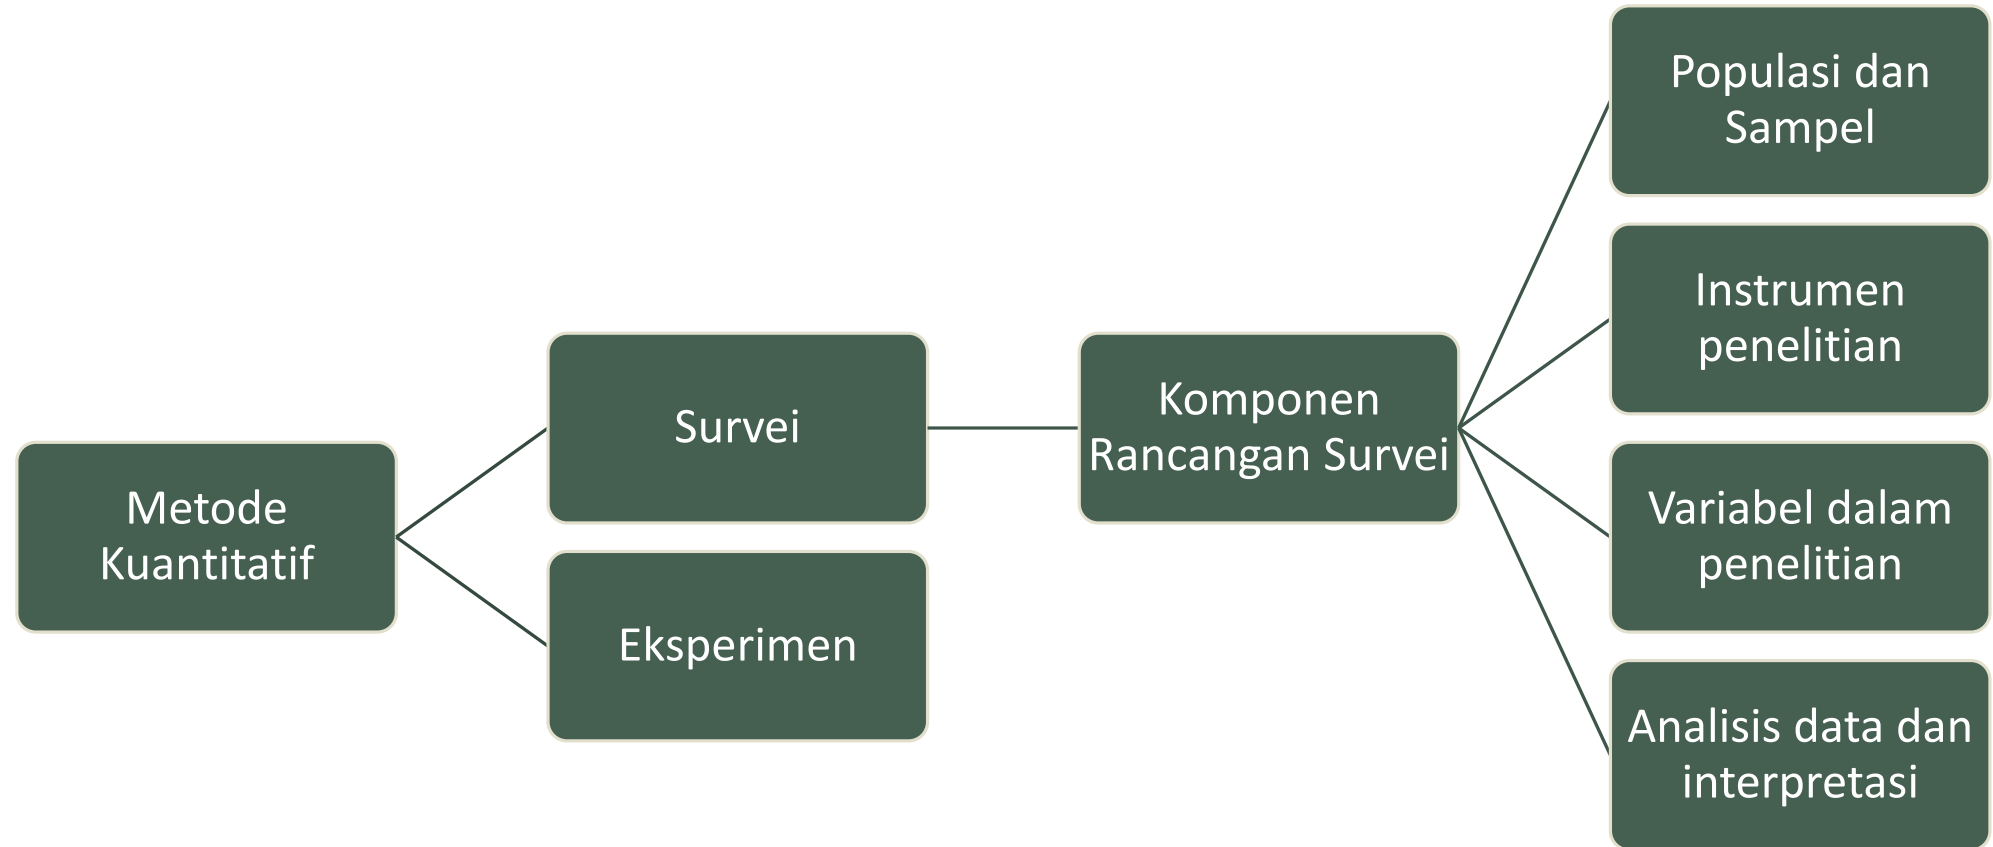 Metode
Kuantitatif
Survei
Eksperimen
Komponen
Rancangan Survei
Populasi dan
Sampel
Instrumen
penelitian
Variabel dalam
penelitian
Analisis data dan
interpretasi